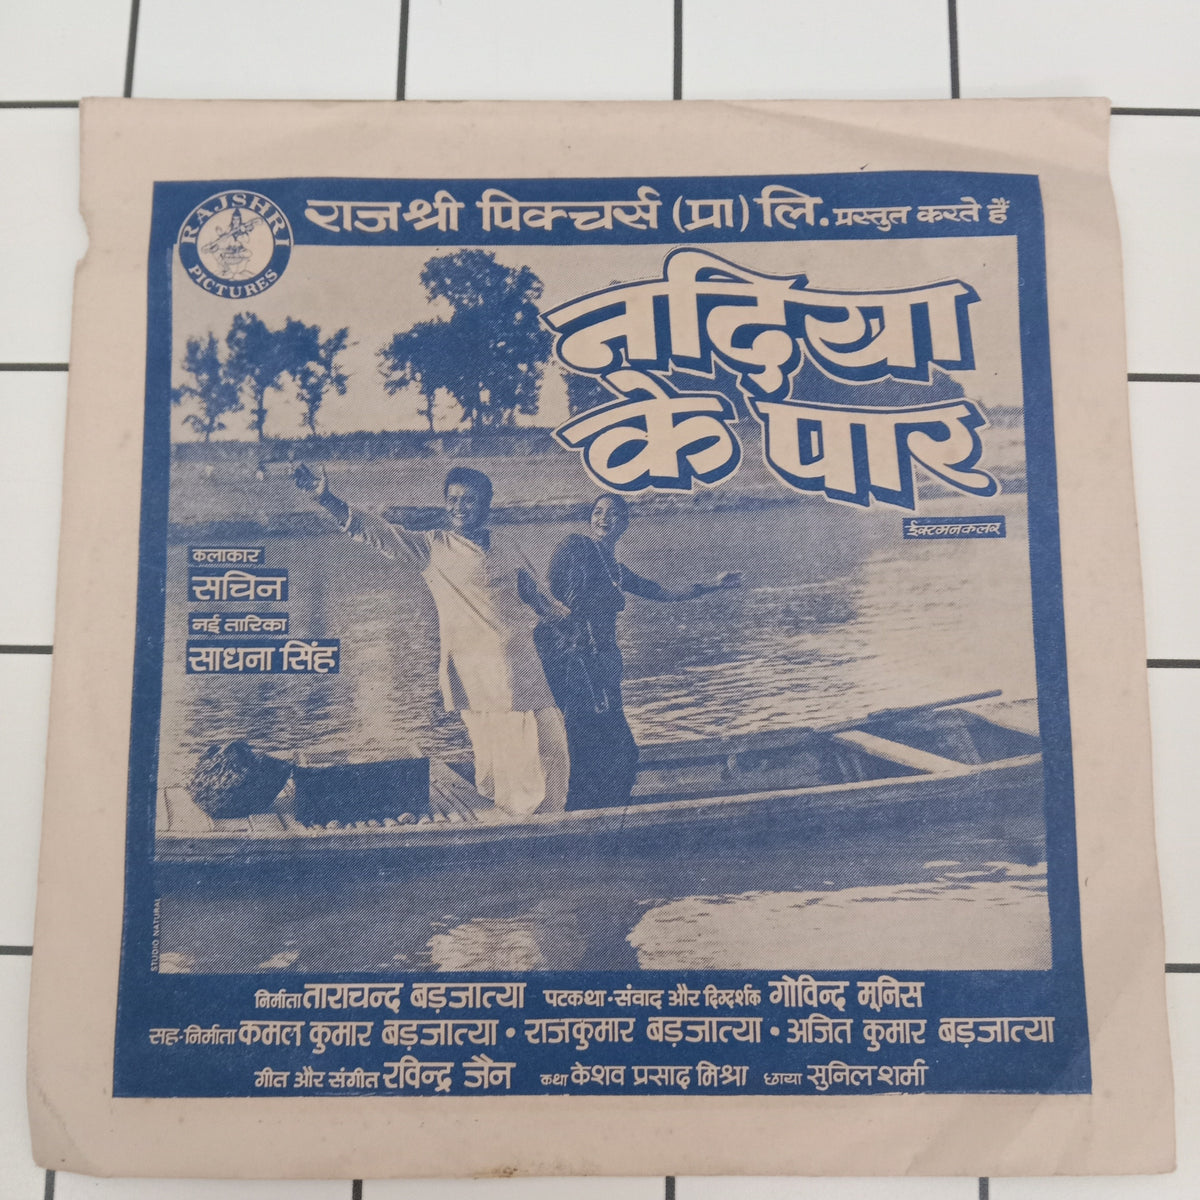 RAJSHRI PICTURES
राजश्री पिक्चर्स (प्रा) लि. प्रस्तुत करते हैं
नदिया
के पार
ईस्टमनकलर
कलाकार
सचिन
नई तारिका
साधना सिंह
STUDIO NATURAL
निर्माता ताराचन्द बड़जात्या पटकथा・संवाद और दिग्दर्शक गोविन्द मूनिस
सह-निर्माता कमल कुमार बड़जात्या • राजकुमार बड़जात्या • अजित कुमार बड़जात्या
गीत और संगीत रविन्द्र जैन कथा केशव प्रसाद मिश्रा छाया सुनिल शर्मा